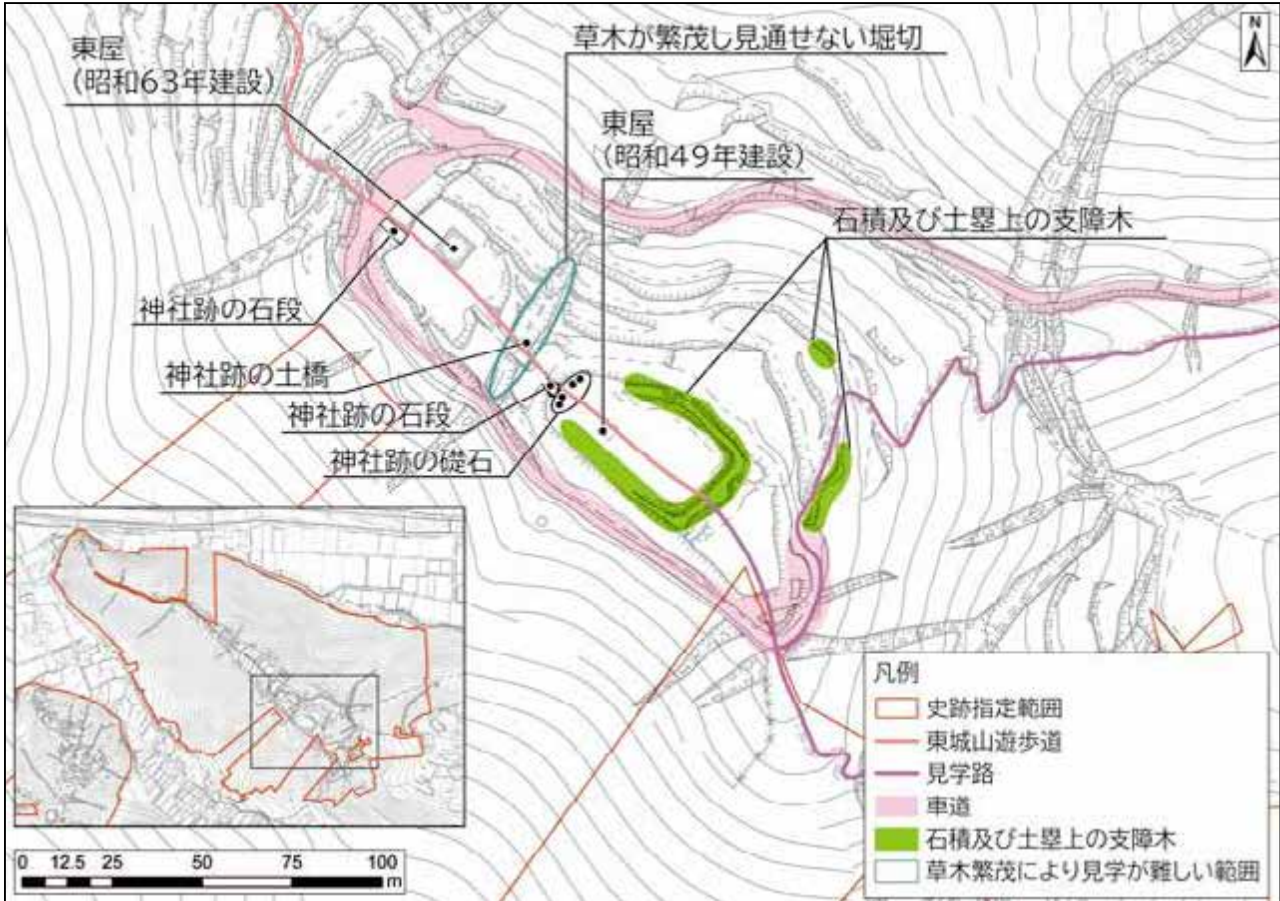 東屋
(昭和63年建設)
草木が繁茂し見通せない堀切
東屋
(昭和49年建設)
石積及び土塁上の支障木
N
神社跡の石段
神社跡の土橋
神社跡の石段
神社跡の礎石
凡例
史跡指定範囲
東城山遊歩道
見学路
車道
石積及び土塁上の支障木
草木繁茂により見学が難しい範囲
0 12.5 25 50 75 100
m